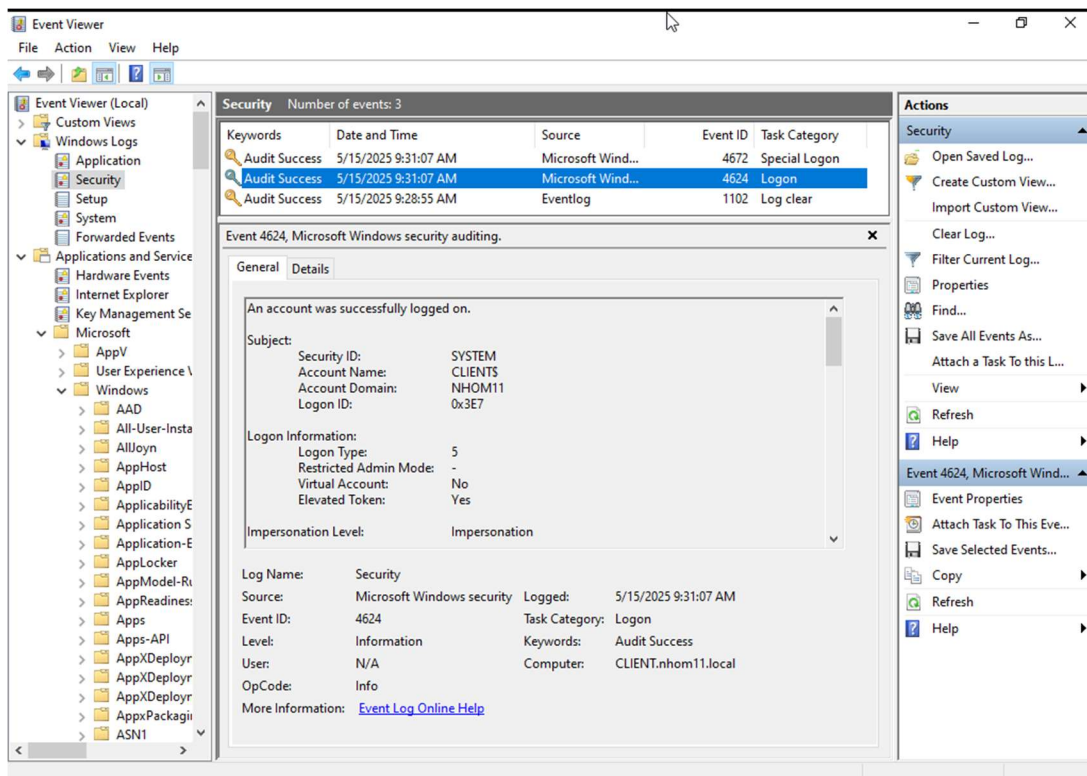 Event Viewer
File Action View Help
Event Viewer (Local)
Custom Views
Windows Logs
Application
Security
Setup
System
Forwarded Events
Applications and Service
Hardware Events
Internet Explorer
Key Management Se
Microsoft
AppV
User Experience V
Windows
AAD
All-User-Insta
AllJoyn
AppHost
AppID
ApplicabilityE
Application S
Application-E
AppLocker
AppModel-Ru
AppReadiness
Apps
Apps-API
AppXDeployr
AppXDeployr
AppXDeployr
AppxPackagin
ASN1
Security Number of events: 3
Keywords Date and Time Source Event ID Task Category
Audit Success 5/15/2025 9:31:07 AM Microsoft Wind... 4672 Special Logon
Audit Success 5/15/2025 9:31:07 AM Microsoft Wind... 4624 Logon
Audit Success 5/15/2025 9:28:55 AM Eventlog 1102 Log clear
Event 4624, Microsoft Windows security auditing.
General Details
An account was successfully logged on.
Subject:
Security ID: SYSTEM
Account Name: CLIENT$
Account Domain: NHOM11
Logon ID: 0x3E7
Logon Information:
Logon Type: 5
Restricted Admin Mode: -
Virtual Account: No
Elevated Token: Yes
Impersonation Level: Impersonation
Log Name: Security
Source: Microsoft Windows security Logged: 5/15/2025 9:31:07 AM
Event ID: 4624 Task Category: Logon
Level: Information Keywords: Audit Success
User: N/A Computer: CLIENT.nhom11.local
OpCode: Info
More Information: Event Log Online Help
Actions
Security
Open Saved Log...
Create Custom View...
Import Custom View...
Clear Log...
Filter Current Log...
Properties
Find...
Save All Events As...
Attach a Task To this L...
View
Refresh
Help
Event 4624, Microsoft Wind...
Event Properties
Attach Task To This Eve...
Save Selected Events...
Copy
Refresh
Help